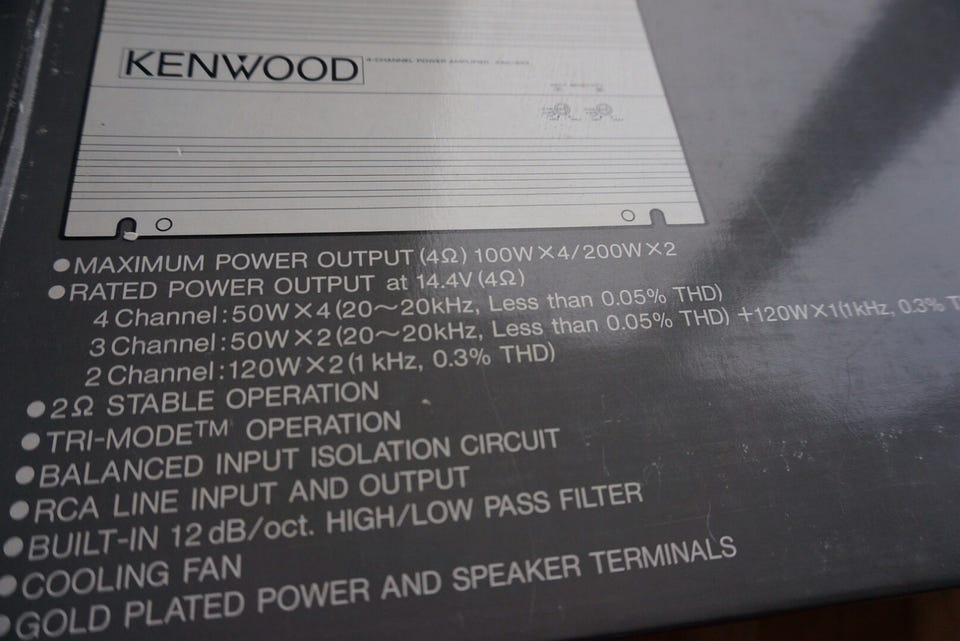 KENWOOD
4-CHANNEL POWER AMPLIFIER
●MAXIMUM POWER OUTPUT (4Ω) 100W×4/200W×2
●RATED POWER OUTPUT at 14.4V (4Ω)
4 Channel : 50W×4 (20〜20kHz, Less than 0.05% THD)
3 Channel : 50W×2 (20〜20kHz, Less than 0.05% THD) +120W×1(1kHz, 0.3%
2 Channel : 120W×2 (1 kHz, 0.3% THD)
●2Ω STABLE OPERATION
●TRI-MODE™ OPERATION
●BALANCED INPUT ISOLATION CIRCUIT
●RCA LINE INPUT AND OUTPUT
●BUILT-IN 12 dB/oct. HIGH/LOW PASS FILTER
●COOLING FAN
●GOLD PLATED POWER AND SPEAKER TERMINALS